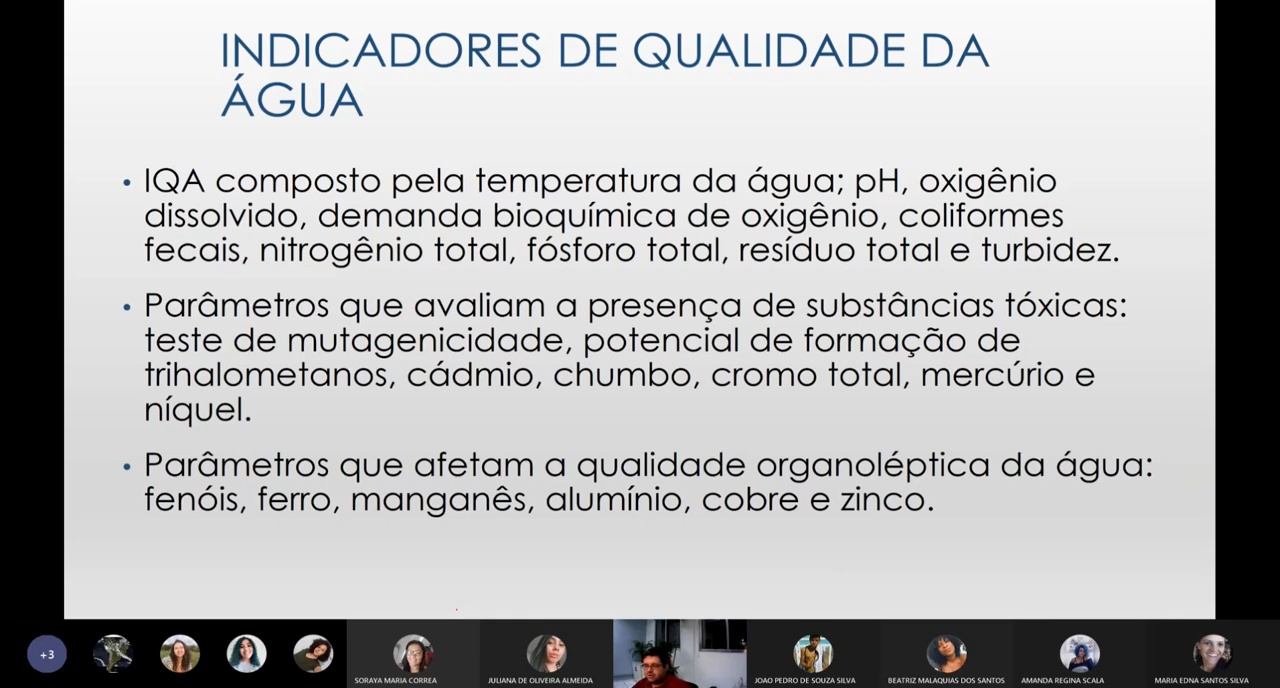 INDICADORES DE QUALIDADE DA
ÁGUA
• IQA composto pela temperatura da água; pH, oxigênio
dissolvido, demanda bioquímica de oxigênio, coliformes
fecais, nitrogênio total, fósforo total, resíduo total e turbidez.
• Parâmetros que avaliam a presença de substâncias tóxicas:
teste de mutagenicidade, potencial de formação de
trihalometanos, cádmio, chumbo, cromo total, mercúrio e
níquel.
• Parâmetros que afetam a qualidade organoléptica da água:
fenóis, ferro, manganês, alumínio, cobre e zinco.
+3
SORAYA MARIA CORREA
JULIANA DE OLIVEIRA ALMEIDA
JOAO PEDRO DE SOUZA SILVA
BEATRIZ MALAQUIAS DOS SANTOS
AMANDA REGINA SCALA
MARIA EDNA SANTOS SILVA